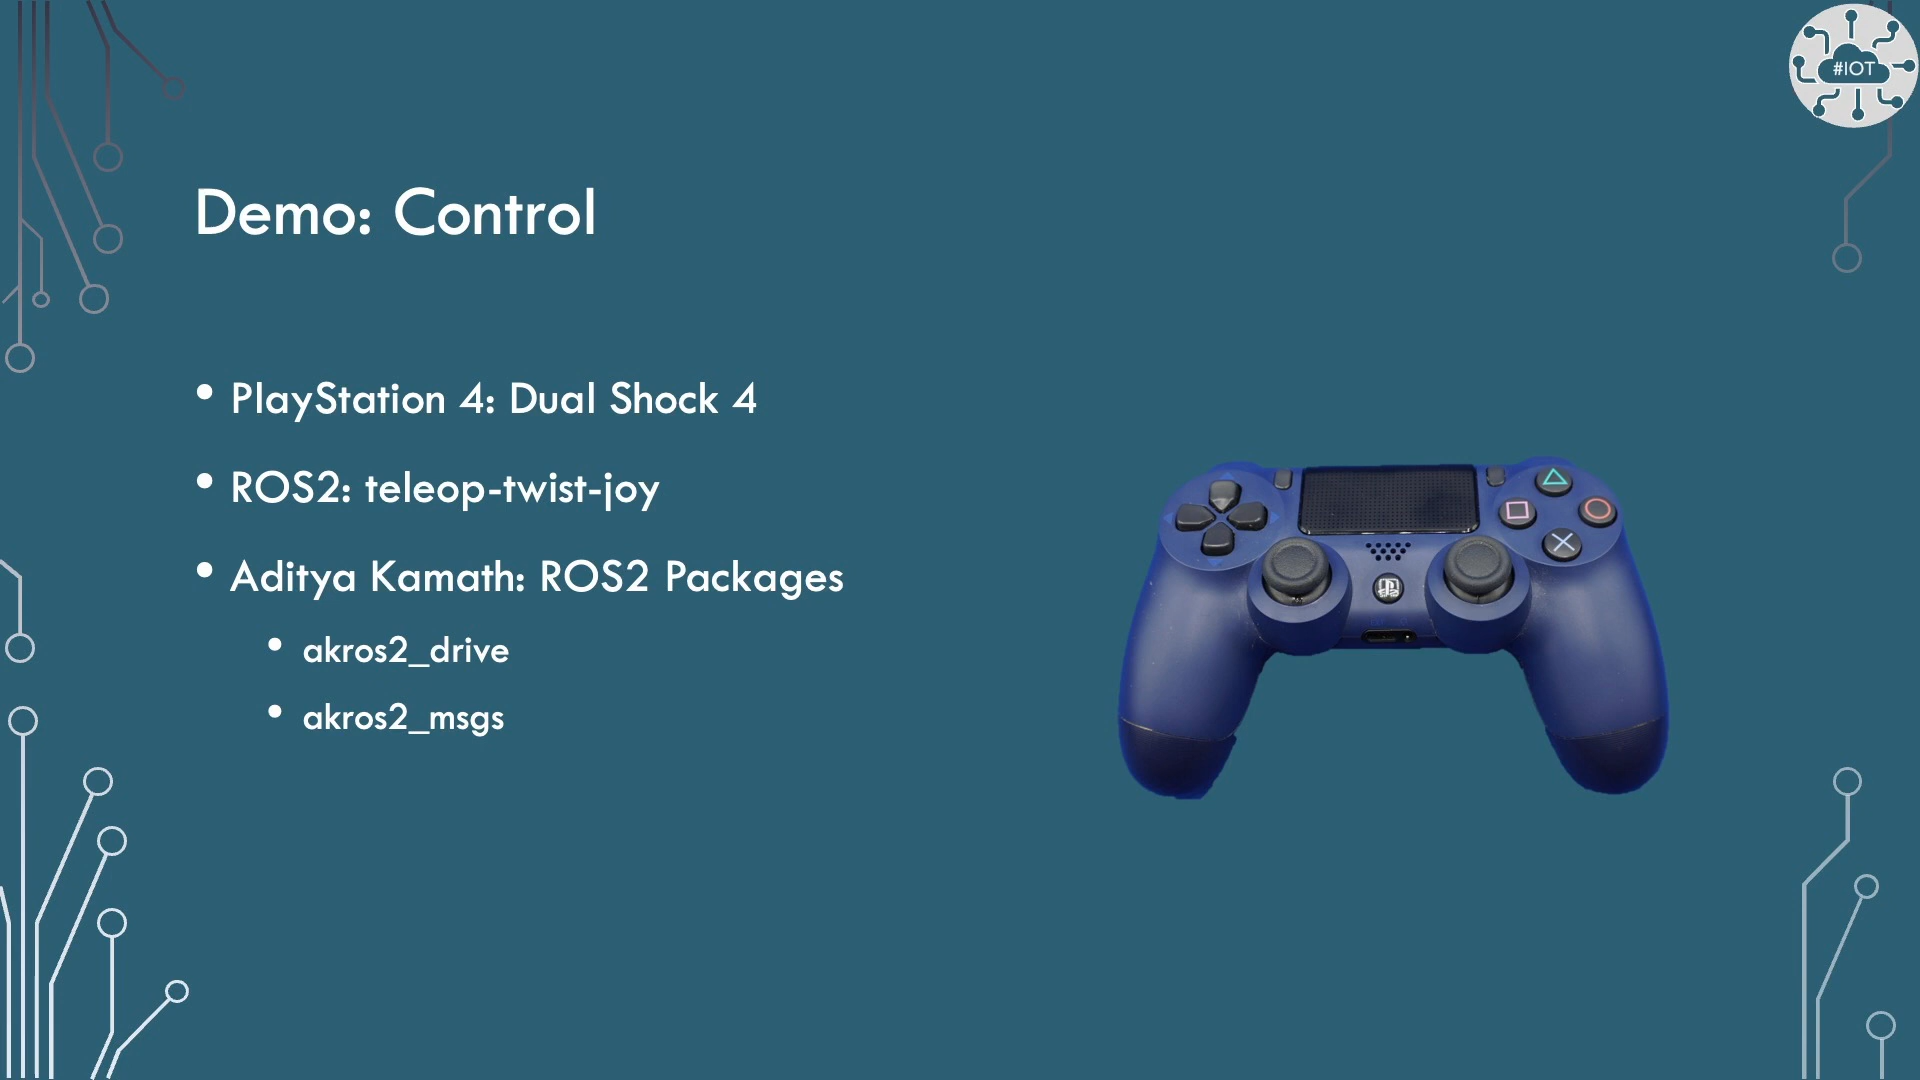 #IOT
Demo: Control
PlayStation 4: Dual Shock 4
ROS2: teleop-twist-joy
Aditya Kamath: ROS2 Packages
akros2_drive
akros2_msgs